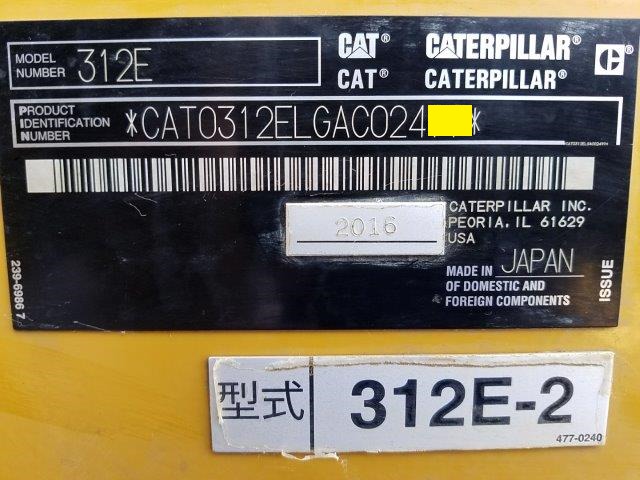 MODEL NUMBER 312E
CAT® CATERPILLAR®
CAT® CATERPILLAR®
PRODUCT IDENTIFICATION NUMBER *CAT0312ELGAC024 *
2016
CATERPILLAR INC.
PEORIA, IL 61629
USA
MADE IN JAPAN
OF DOMESTIC AND
FOREIGN COMPONENTS
ISSUE
239-6986 7
型式 312E-2
477-0240